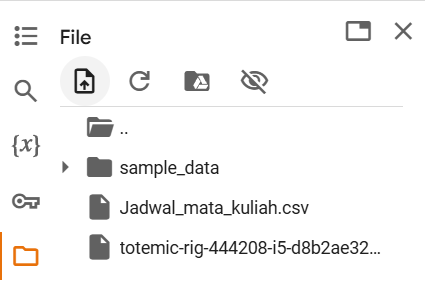 File
{x}
..
sample_data
Jadwal_mata_kuliah.csv
totemic-rig-444208-i5-d8b2ae32...